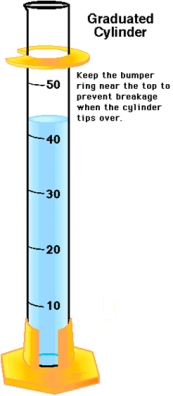 Graduated
Cylinder
50
Keep the bumper
ring near the top to
prevent breakage
when the cylinder
tips over.
40
30
20
10